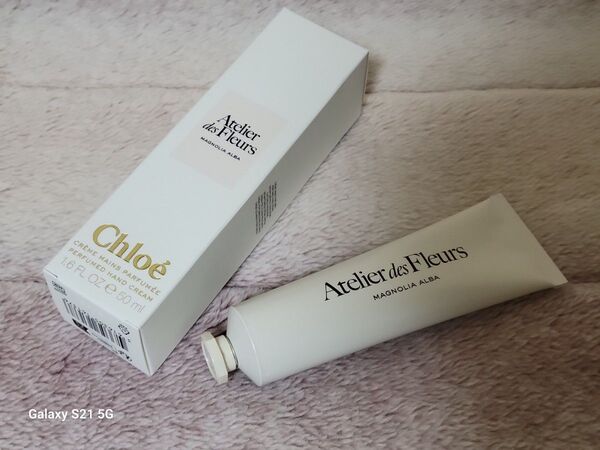 Atelier
des Fleurs
MAGNOLIA ALBA
Chloé
CRÈME MAINS PARFUMÉE
PERFUMED HAND CREAM
1.6 FL OZ e 50 ml
Atelier des Fleurs
MAGNOLIA ALBA
Galaxy S21 5G